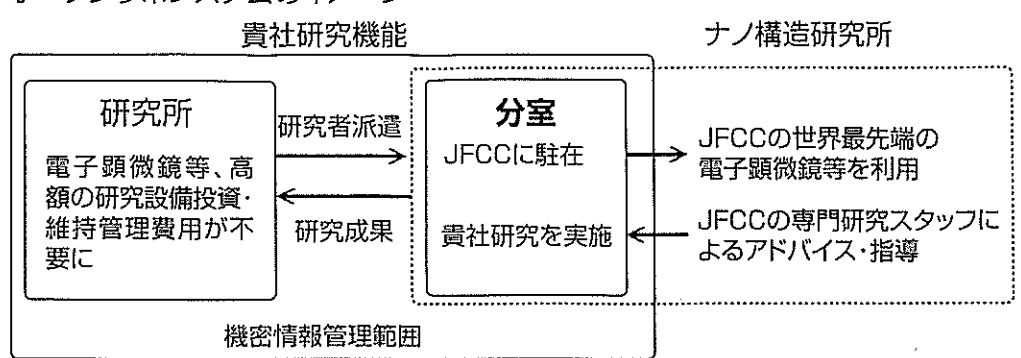 貴社研究機能
ナノ構造研究所
研究所
電子顕微鏡等、高
額の研究設備投資・
維持管理費用が不
要に
研究者派遣
研究成果
分室
JFCCに駐在
貴社研究を実施
JFCCの世界最先端の
電子顕微鏡等を利用
JFCCの専門研究スタッフに
よるアドバイス・指導
機密情報管理範囲